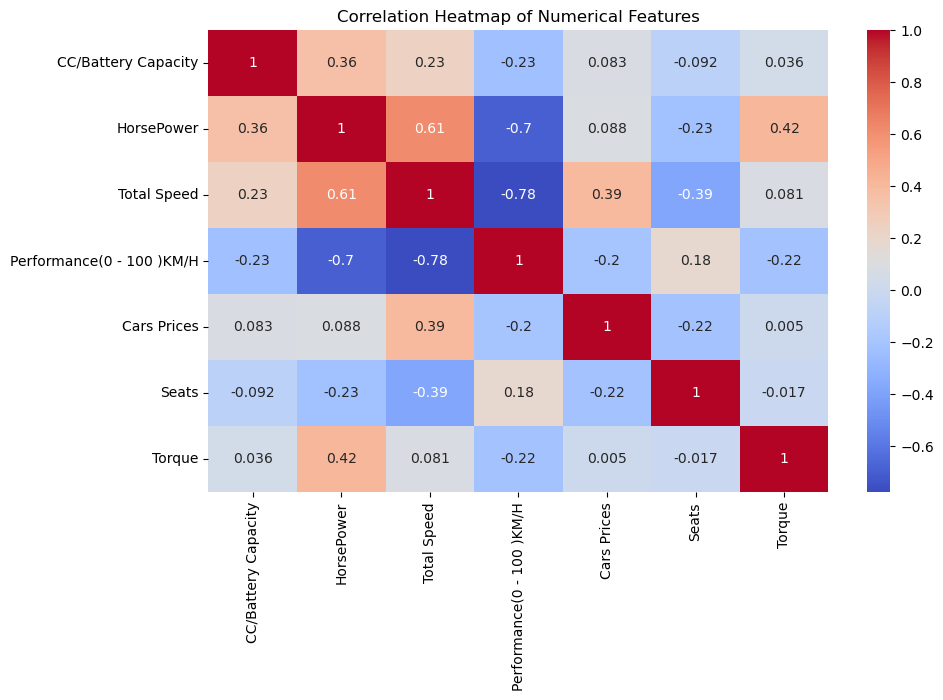 Correlation Heatmap of Numerical Features
CC/Battery Capacity 1 0.36 0.23 -0.23 0.083 -0.092 0.036
HorsePower 0.36 1 0.61 -0.7 0.088 -0.23 0.42
Total Speed 0.23 0.61 1 -0.78 0.39 -0.39 0.081
Performance(0 - 100 )KM/H -0.23 -0.7 -0.78 1 -0.2 0.18 -0.22
Cars Prices 0.083 0.088 0.39 -0.2 1 -0.22 0.005
Seats -0.092 -0.23 -0.39 0.18 -0.22 1 -0.017
Torque 0.036 0.42 0.081 -0.22 0.005 -0.017 1
CC/Battery Capacity
HorsePower
Total Speed
Performance(0 - 100 )KM/H
Cars Prices
Seats
Torque
1.0
0.8
0.6
0.4
0.2
0.0
−0.2
−0.4
−0.6